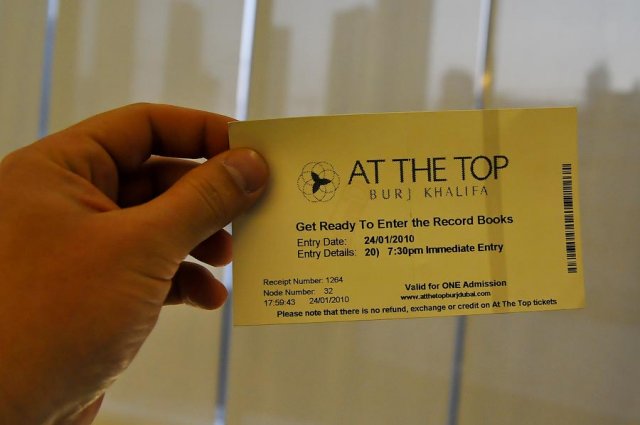 AT THE TOP
BURJ KHALIFA
Get Ready To Enter the Record Books
Entry Date: 24/01/2010
Entry Details: 20) 7:30pm Immediate Entry
Receipt Number: 1264
Node Number: 32
17:59:43 24/01/2010
Valid for ONE Admission
www.atthetopburjdubai.com
Please note that there is no refund, exchange or credit on At The Top tickets